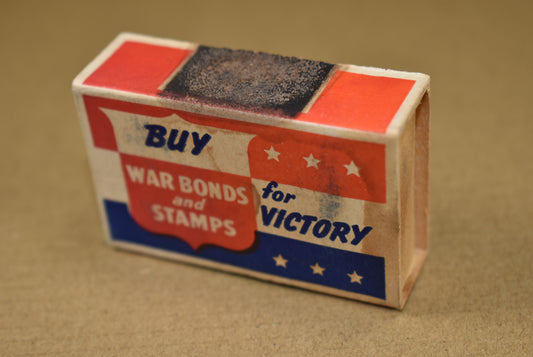 BUY
WAR BONDS
and
STAMPS
for
VICTORY